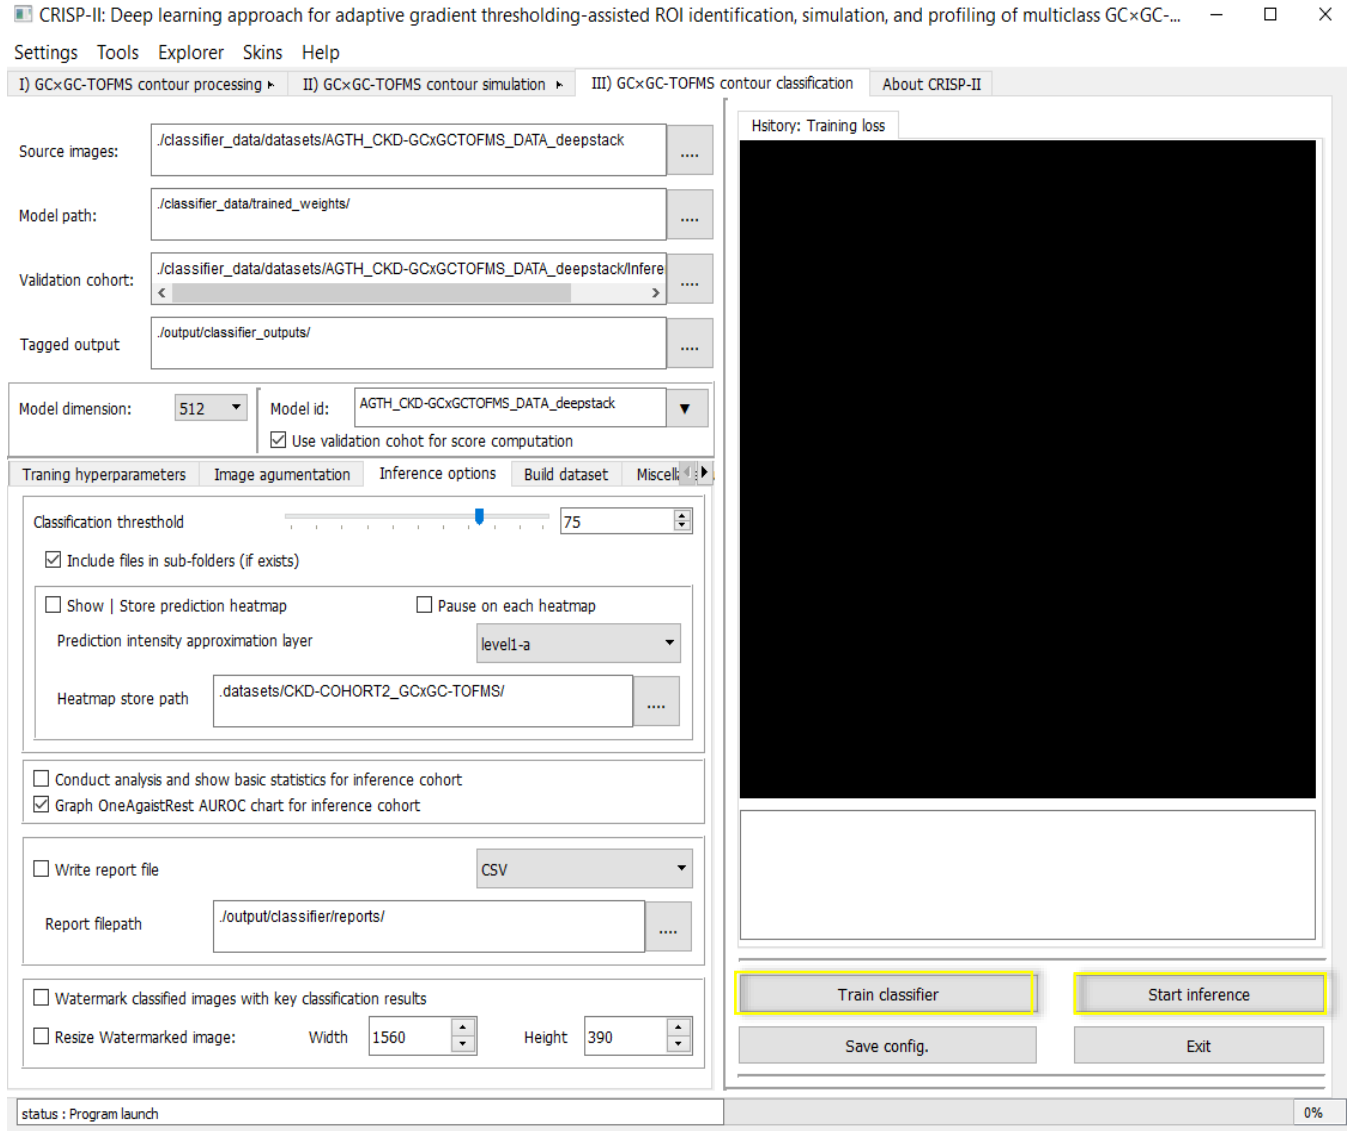 CRISP-II: Deep learning approach for adaptive gradient thresholding-assisted ROI identification, simulation, and profiling of multiclass GC×GC-...
Settings Tools Explorer Skins Help
I) GC×GC-TOFMS contour processing II) GC×GC-TOFMS contour simulation III) GC×GC-TOFMS contour classification About CRISP-II
Source images: ./classifier_data/datasets/AGTH_CKD-GCxGCTOFMS_DATA_deepstack ....
Model path: ./classifier_data/trained_weights/ ....
Validation cohort: ./classifier_data/datasets/AGTH_CKD-GCxGCTOFMS_DATA_deepstack/Infere ....
Tagged output ./output/classifier_outputs/ ....
Model dimension: 512 Model id: AGTH_CKD-GCxGCTOFMS_DATA_deepstack
Use validation cohot for score computation
Traning hyperparameters Image agumentation Inference options Build dataset
Classification thresthold 75
Include files in sub-folders (if exists)
Show | Store prediction heatmap Pause on each heatmap
Prediction intensity approximation layer level1-a
Heatmap store path .datasets/CKD-COHORT2_GCxGC-TOFMS/ ....
Conduct analysis and show basic statistics for inference cohort
Graph OneAgaistRest AUROC chart for inference cohort
Write report file CSV
Report filepath ./output/classifier/reports/ ....
Watermark classified images with key classification results
Resize Watermarked image: Width 1560 Height 390
Hsitory: Training loss
Train classifier Start inference
Save config. Exit
status : Program launch 0%